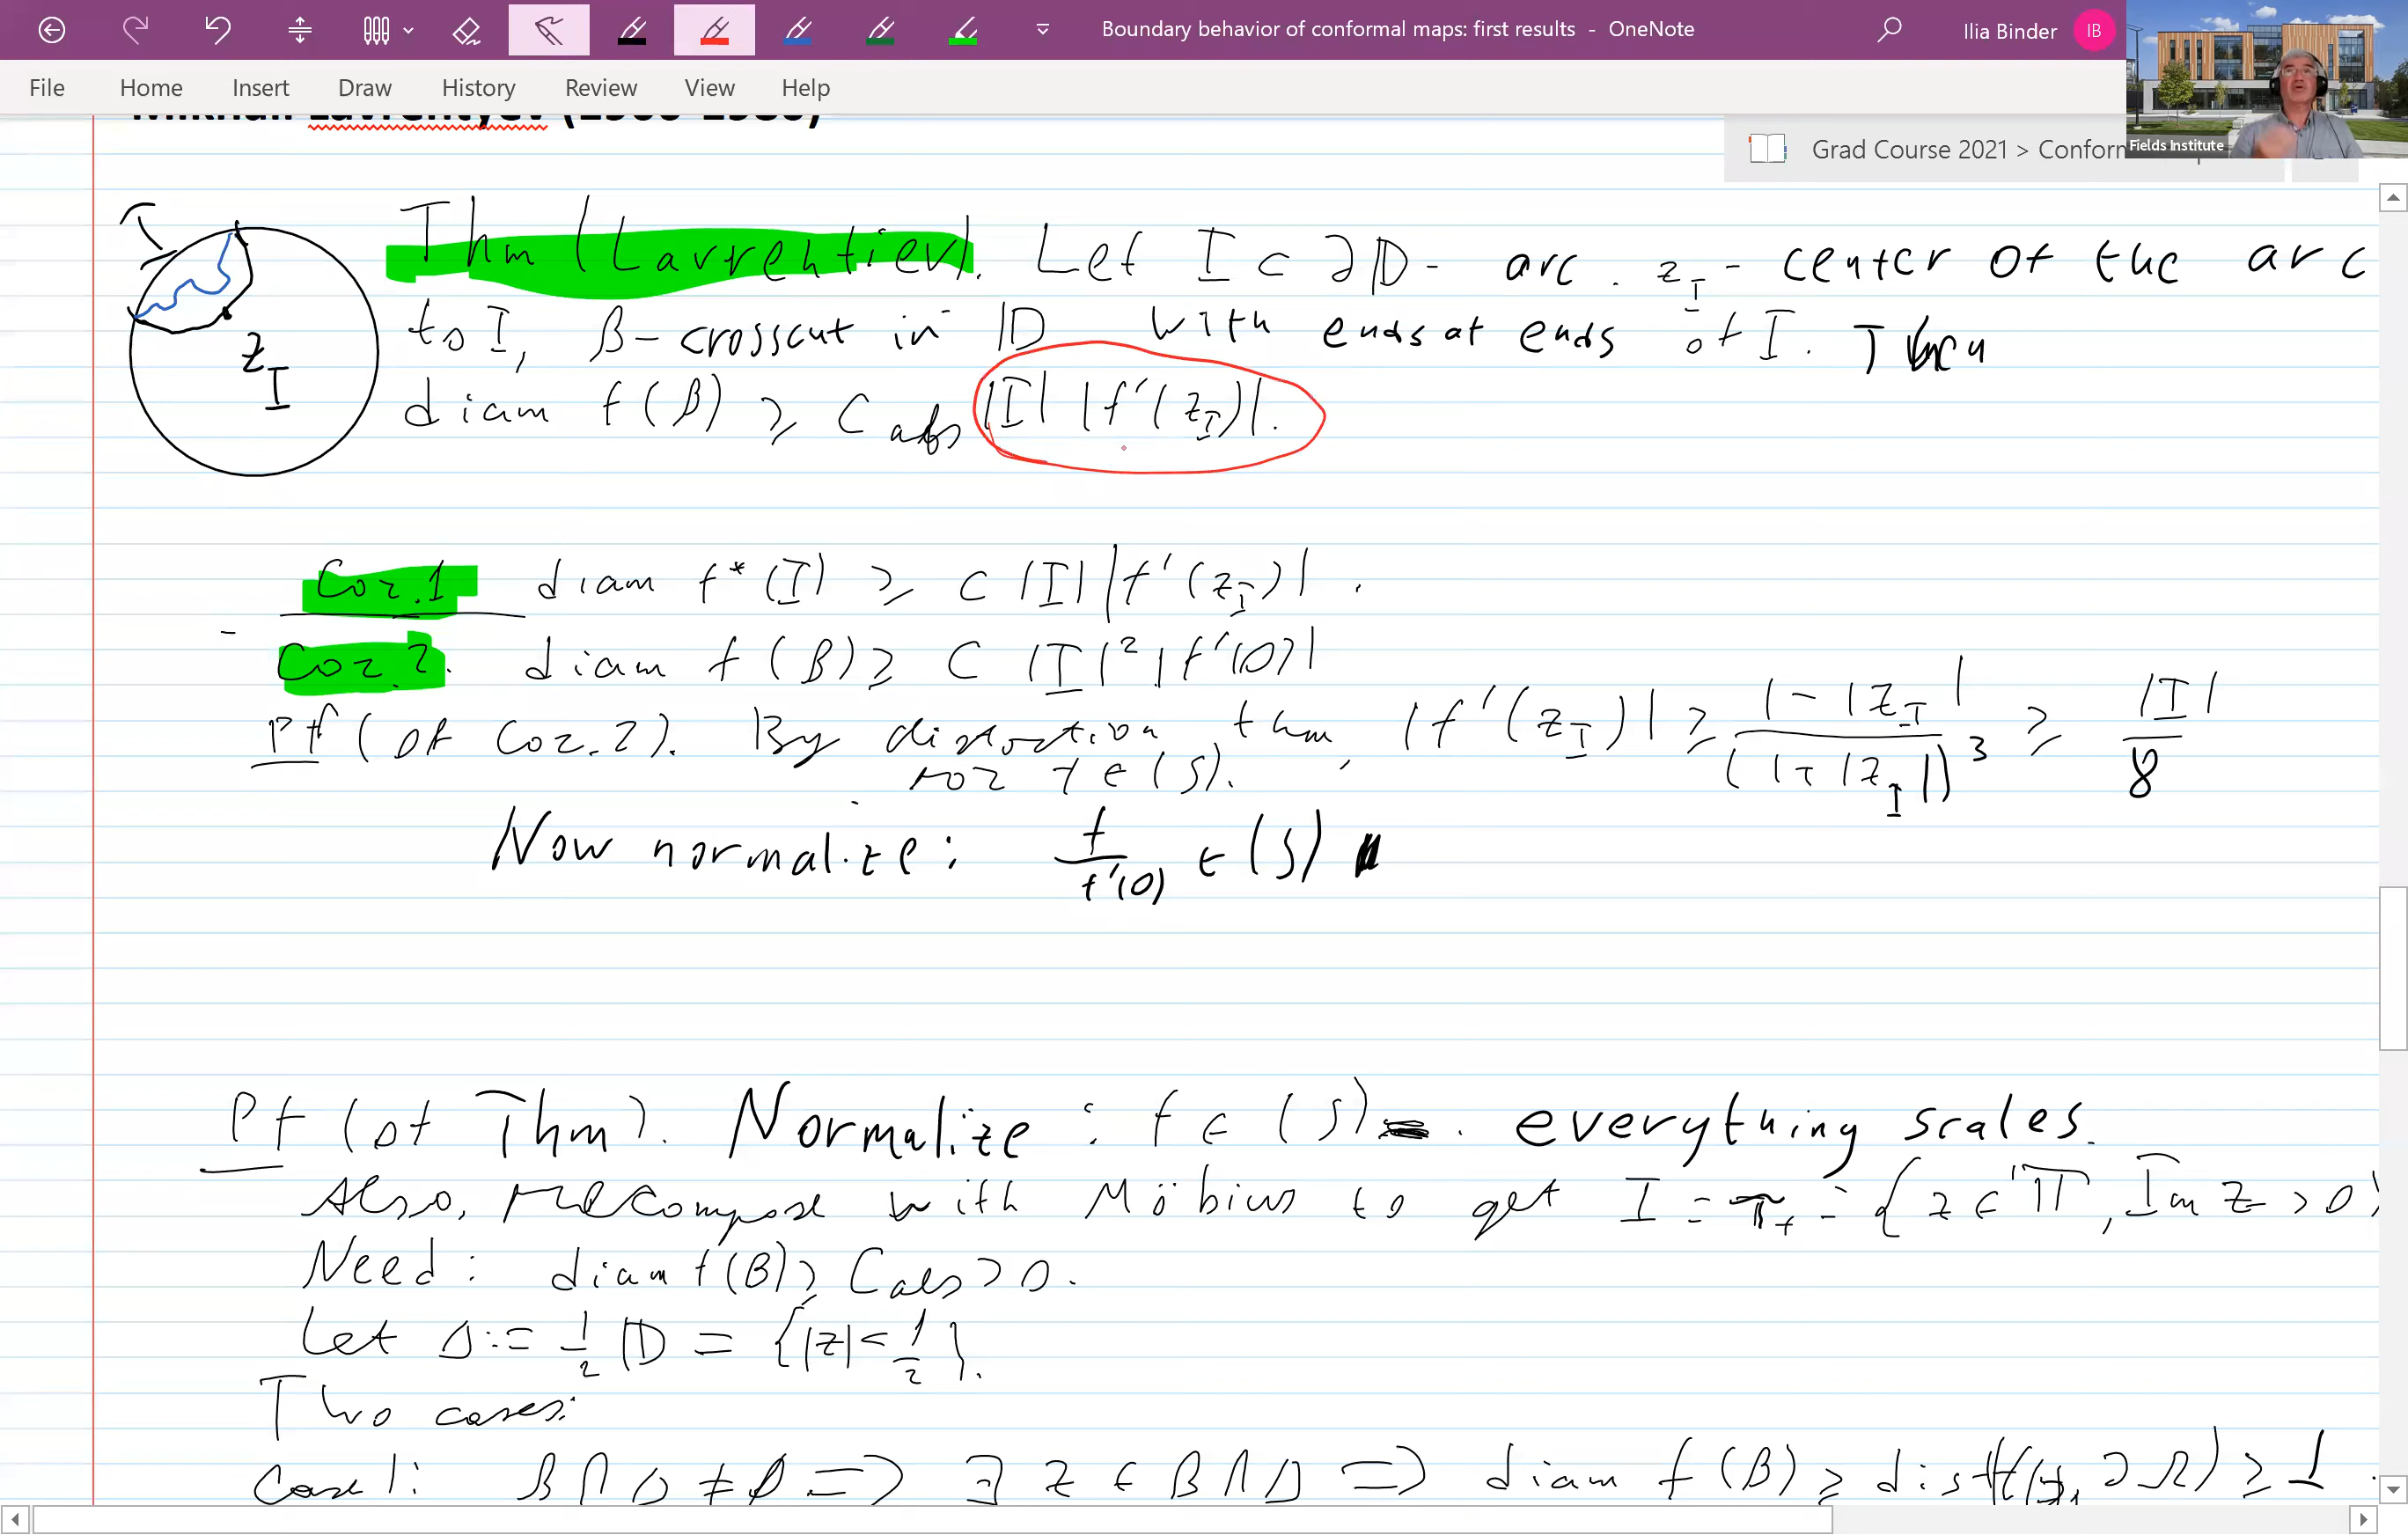 Boundary behavior of conformal maps: first results - OneNote
Ilia Binder
IB
File Home Insert Draw History Review View Help
Fields Institute
Grad Course 2021 > Conform
I
z_I
Thm (Lavrentiev). Let I ⊂ ∂D - arc. z_I - center of the arc
to I, β - crosscut in D with ends at ends of I. Then
diam f(β) ≥ C abs |I| |f'(z_I)|.
Cor.1 diam f*(I) ≥ C |I| |f'(z_I)|.
Cor.2. diam f(β) ≥ C |I|² |f'(0)|
Pf (of Cor.2). By distortion thm, |f'(z_I)| ≥ (1-|z_I|)/(1+|z_I|)³ ≥ |I|/8
for f ∈ (S).
Now normalize: f/f'(0) ∈ (S)
Pf (of Thm). Normalize: f ∈ (S). everything scales.
Also, precompose with Möbius to get I = π₊ = {z ∈ T, Im z > 0}
Need: diam f(β) ≥ C abs > 0.
Let Δ := ½ D = {|z| < ½}.
Two cases:
Case 1: β ∩ Δ ≠ ∅ => ∃ z ∈ β ∩ Δ => diam f(β) ≥ dist(f(z), ∂Ω) ≥